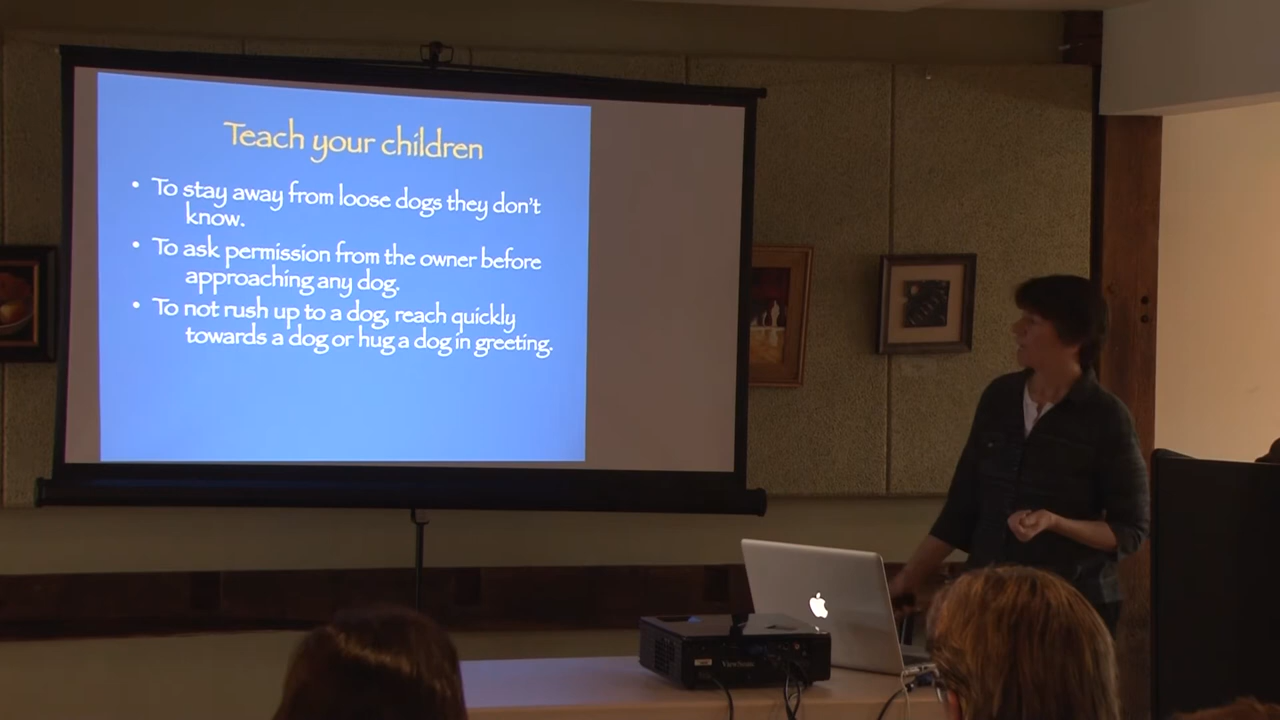 Teach your children
• To stay away from loose dogs they don't
know.
• To ask permission from the owner before
approaching any dog.
• To not rush up to a dog, reach quickly
towards a dog or hug a dog in greeting.
ViewSonic